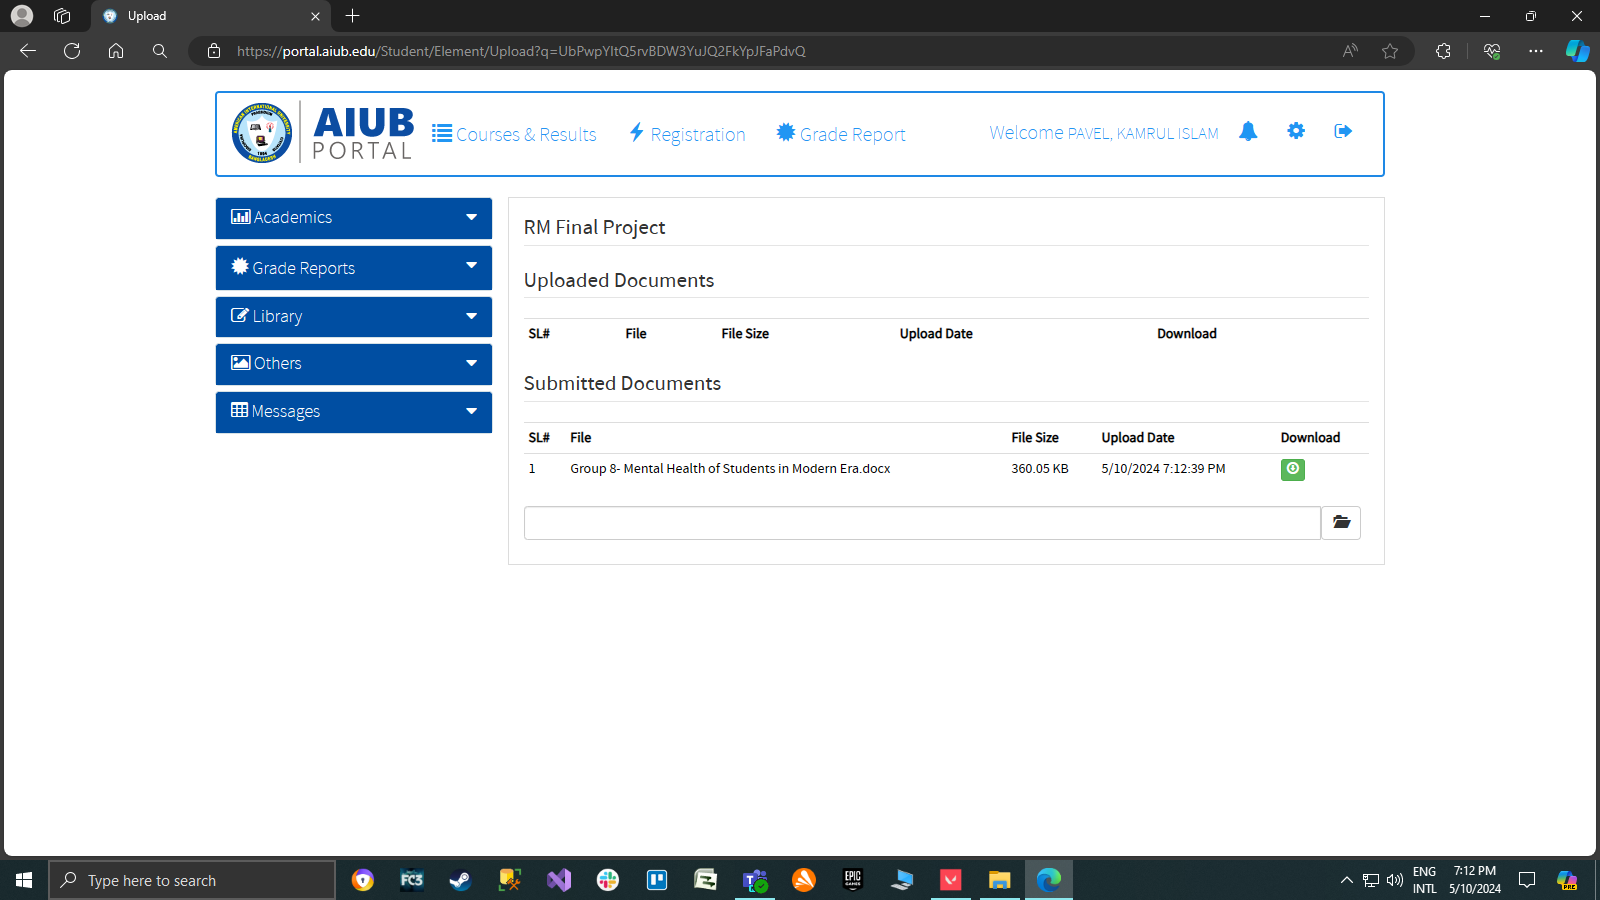 Upload
https://portal.aiub.edu/Student/Element/Upload?q=UbPwpYltQ5rvBDW3YuJQ2FkYpJFaPdvQ
AIUB
PORTAL
Courses & Results
Registration
Grade Report
Welcome PAVEL, KAMRUL ISLAM
Academics
Grade Reports
Library
Others
Messages
RM Final Project
Uploaded Documents
SL# File File Size Upload Date Download
Submitted Documents
SL# File File Size Upload Date Download
1 Group 8- Mental Health of Students in Modern Era.docx 360.05 KB 5/10/2024 7:12:39 PM
Type here to search
FC3
EPIC
GAMES
ENG
INTL
7:12 PM
5/10/2024
PRE